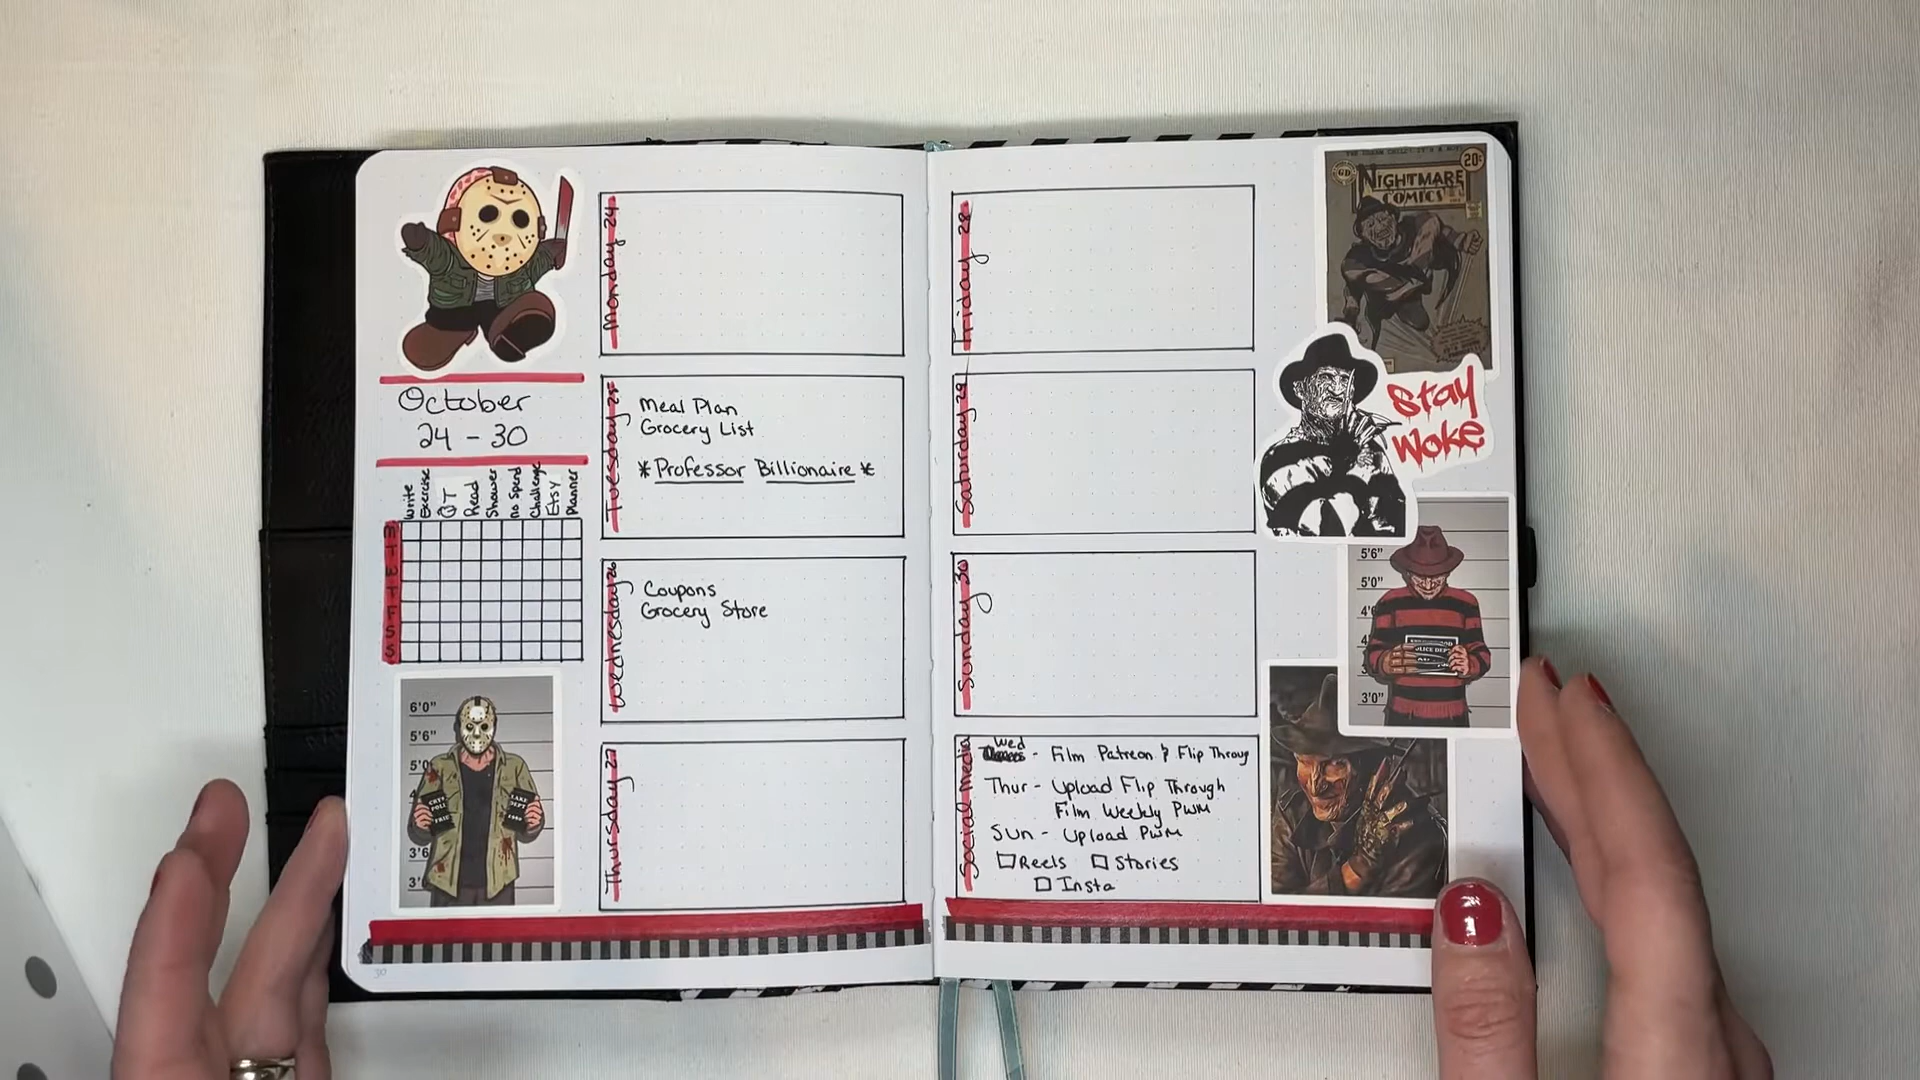 October
24 - 30
Write
Exercise
QT
Read
Shower
no Spend
Challenge
Etsy
Planner
M
T
T
F
S
S
6'0"
5'6"
Monday 24
Tuesday 25
Meal Plan
Grocery List
*Professor Billionaire*
Wednesday 26
Coupons
Grocery Store
Thursday 27
30
Friday 28
Saturday 29
Sunday 30
Social Media
Wed - Film Patreon & Flip Throug
Thur - Upload Flip Through
Film Weekly PWM
Sun - Upload PWM
Reels Stories
Insta
20¢
NIGHTMARE
COMICS
Stay
Woke
5'6"
5'0"
3'0"